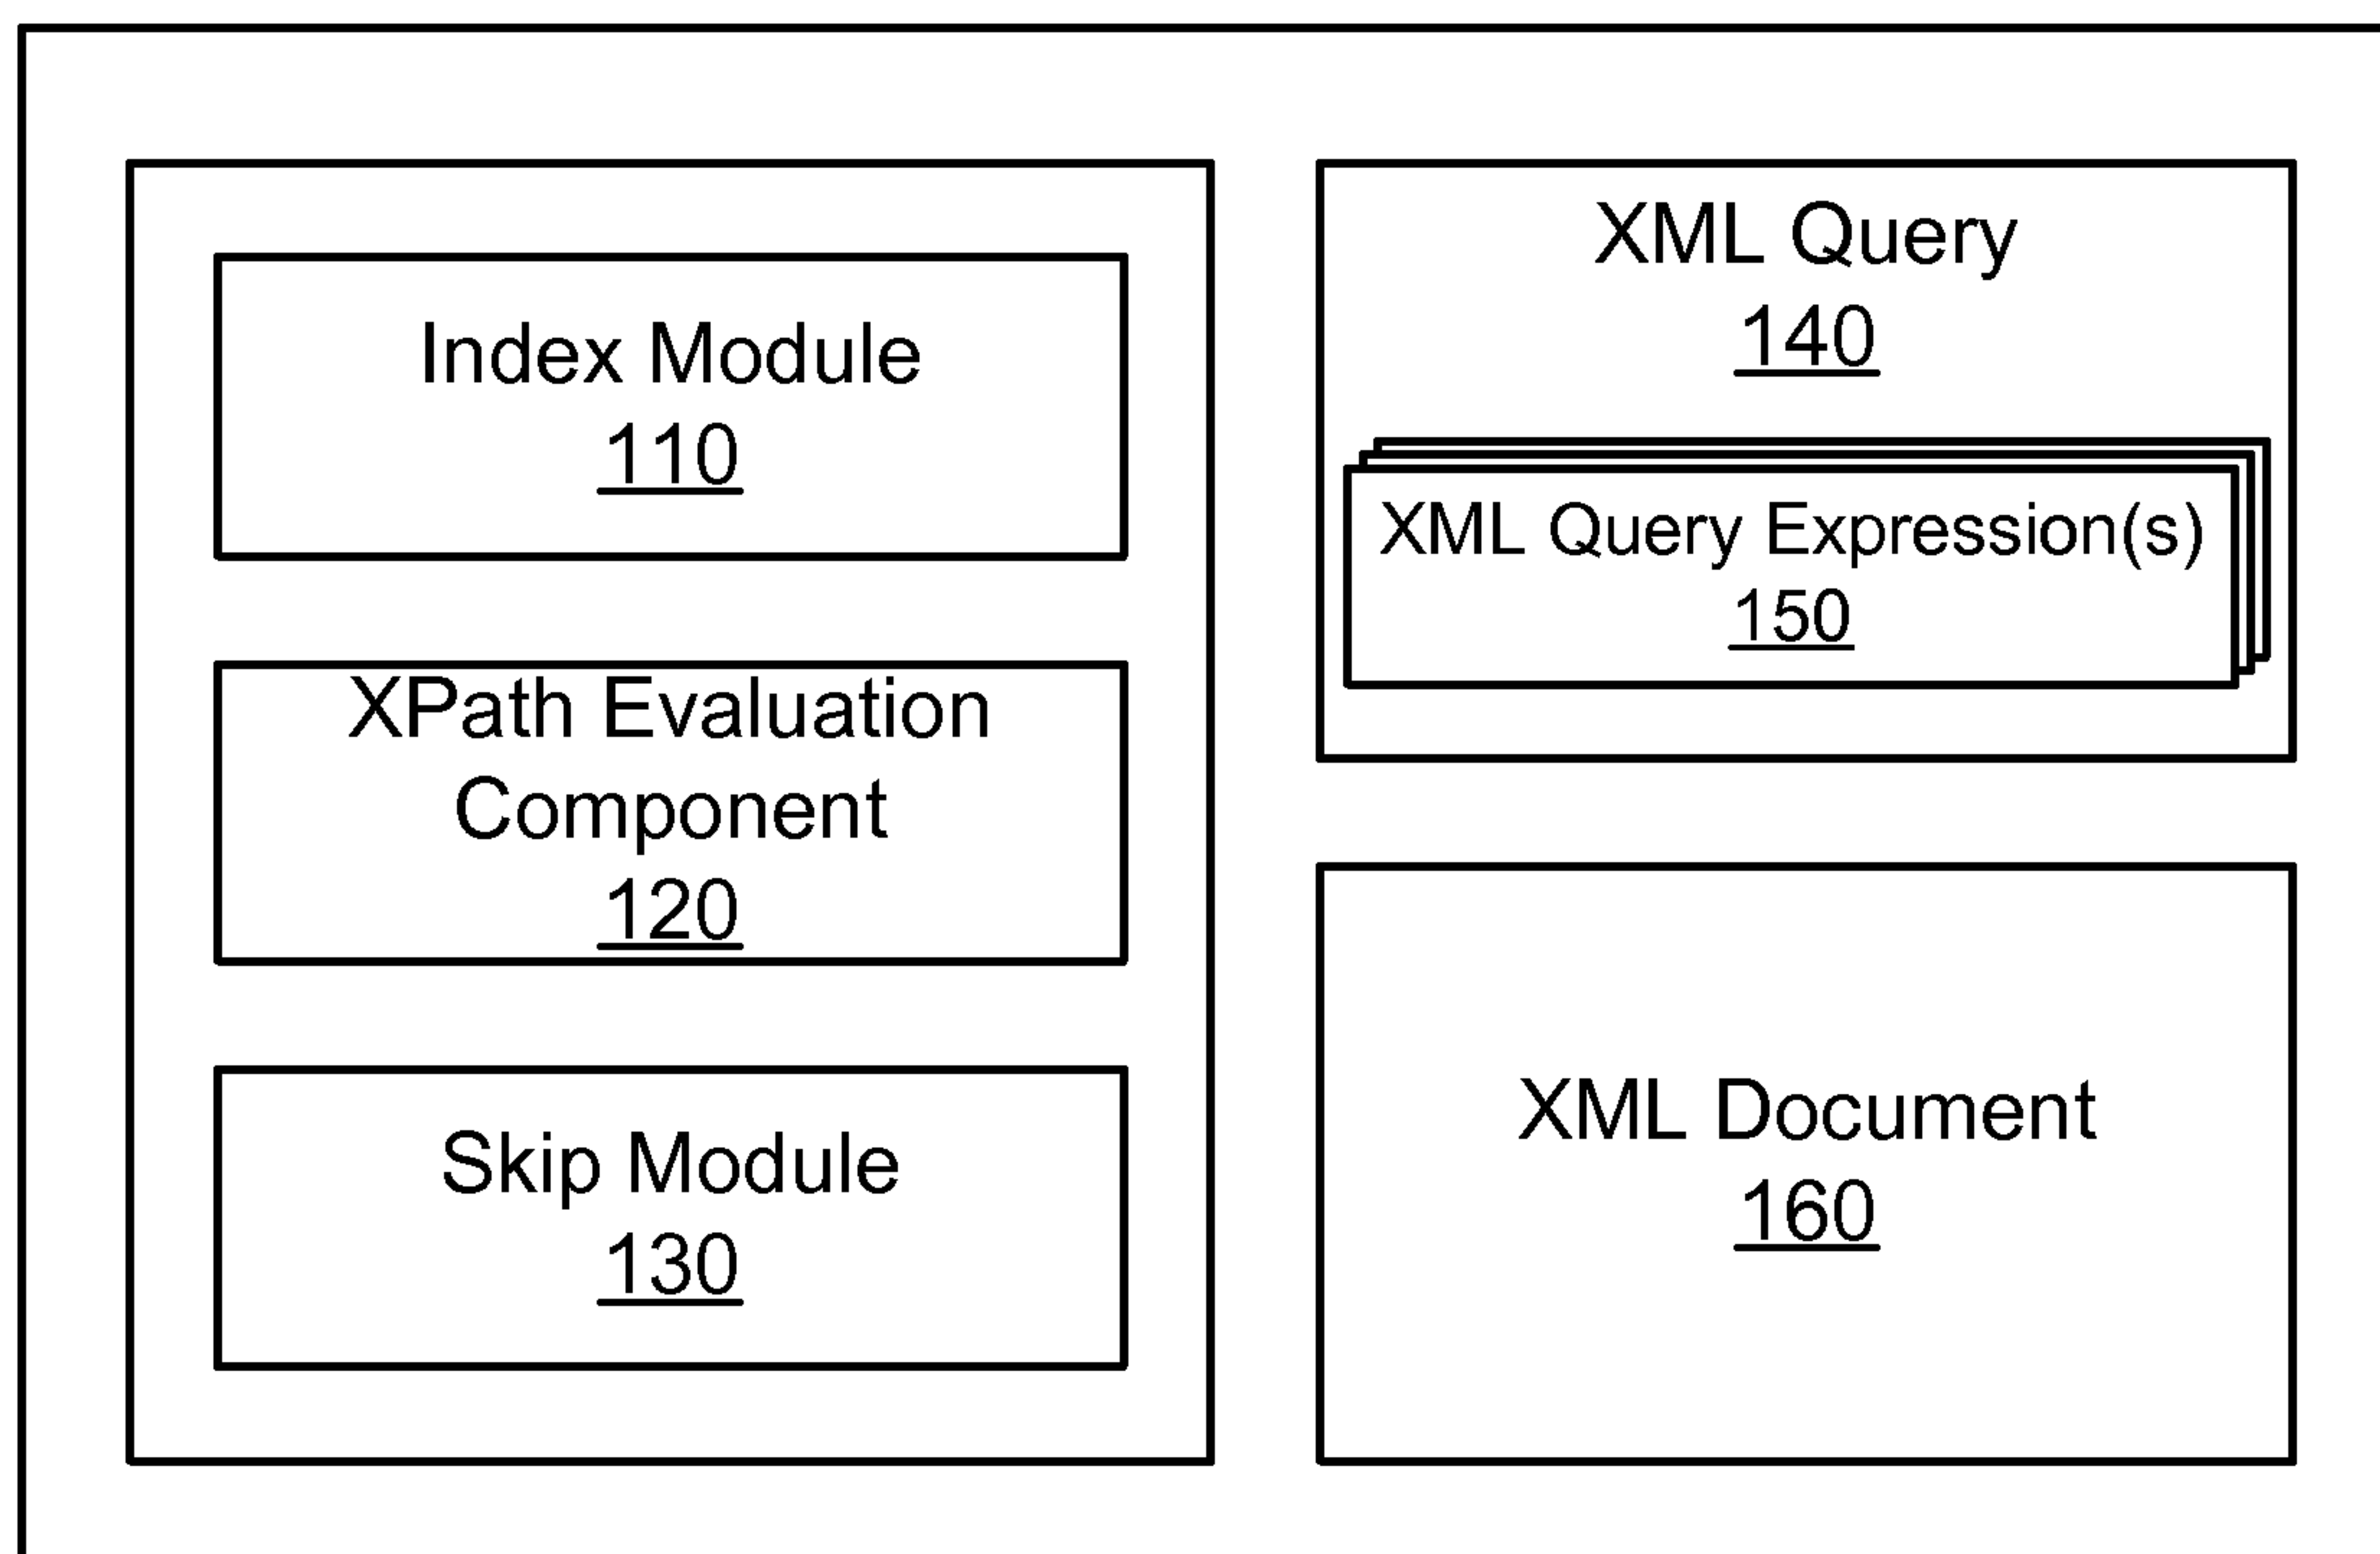 Index Module
110
XPath Evaluation
Component
120
Skip Module
130
XML Query
140
XML Query Expression(s)
150
XML Document
160